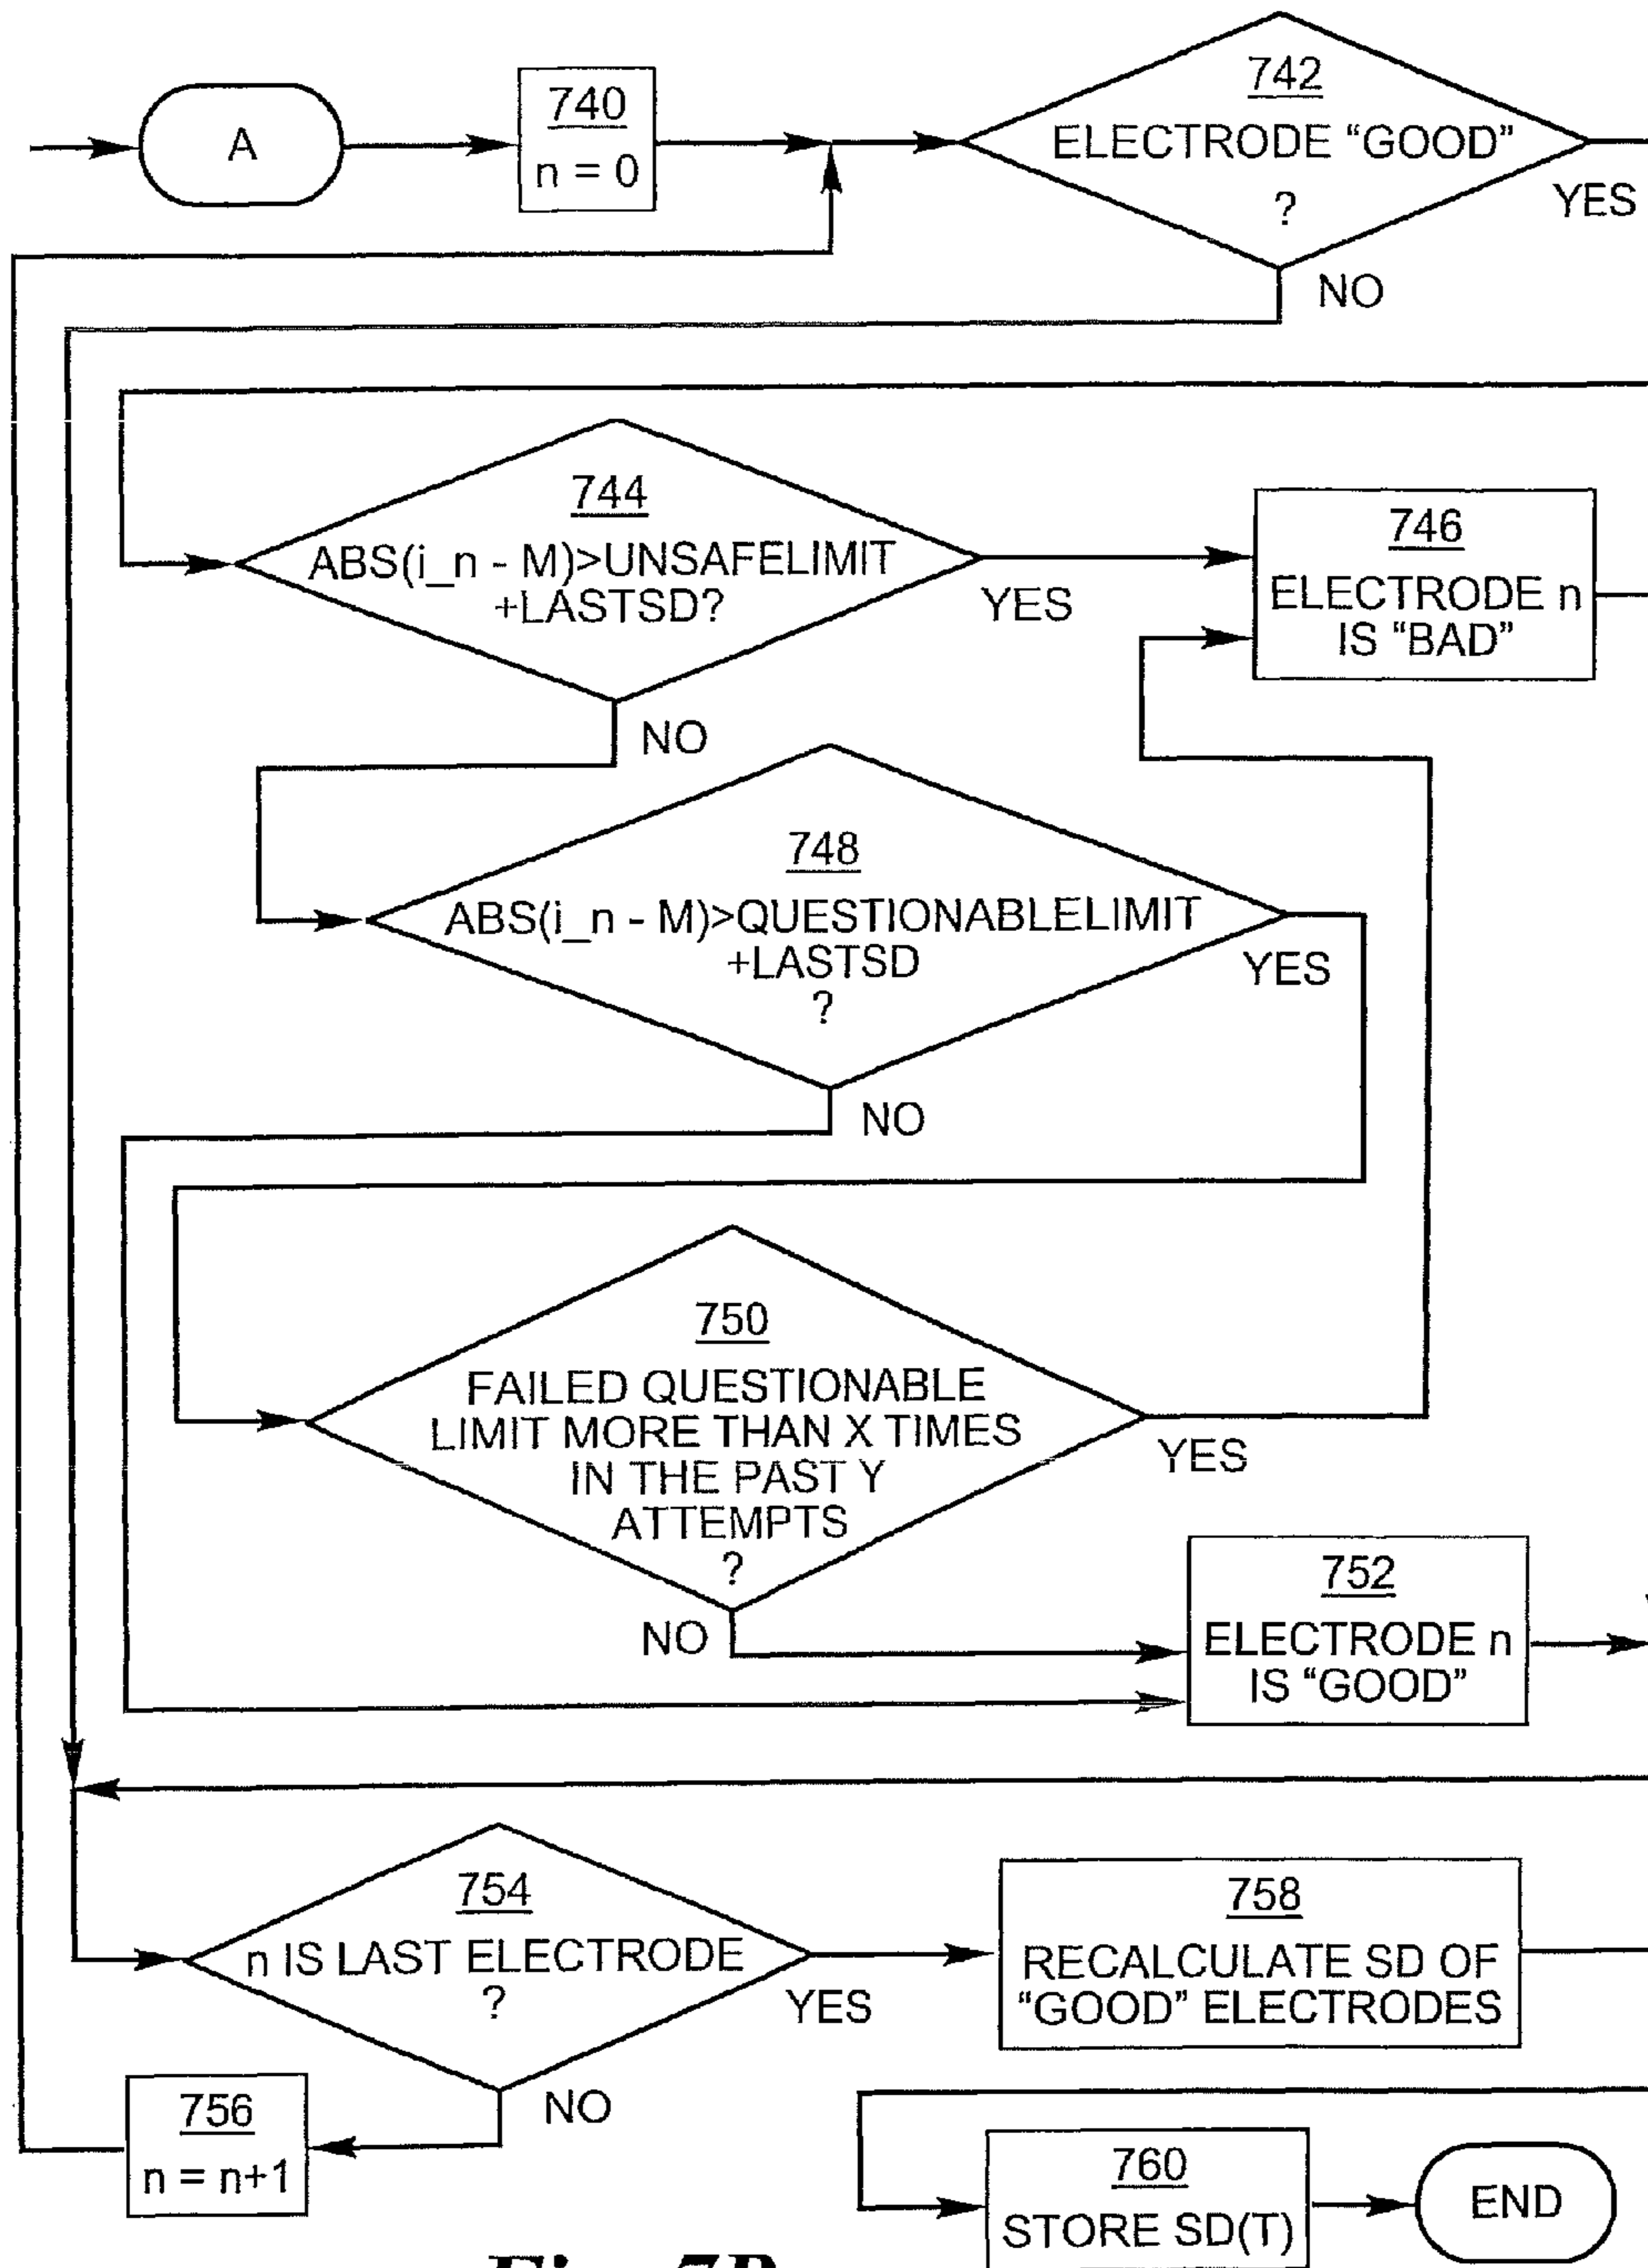 A
740
n = 0
742
ELECTRODE “GOOD”
?
YES
NO
744
ABS(i_n - M)>UNSAFELIMIT
+LASTSD?
YES
NO
746
ELECTRODE n
IS “BAD”
748
ABS(i_n - M)>QUESTIONABLELIMIT
+LASTSD
?
YES
NO
750
FAILED QUESTIONABLE
LIMIT MORE THAN X TIMES
IN THE PAST Y
ATTEMPTS
?
YES
NO
752
ELECTRODE n
IS “GOOD”
754
n IS LAST ELECTRODE
?
YES
NO
756
n = n+1
758
RECALCULATE SD OF
“GOOD” ELECTRODES
760
STORE SD(T)
END